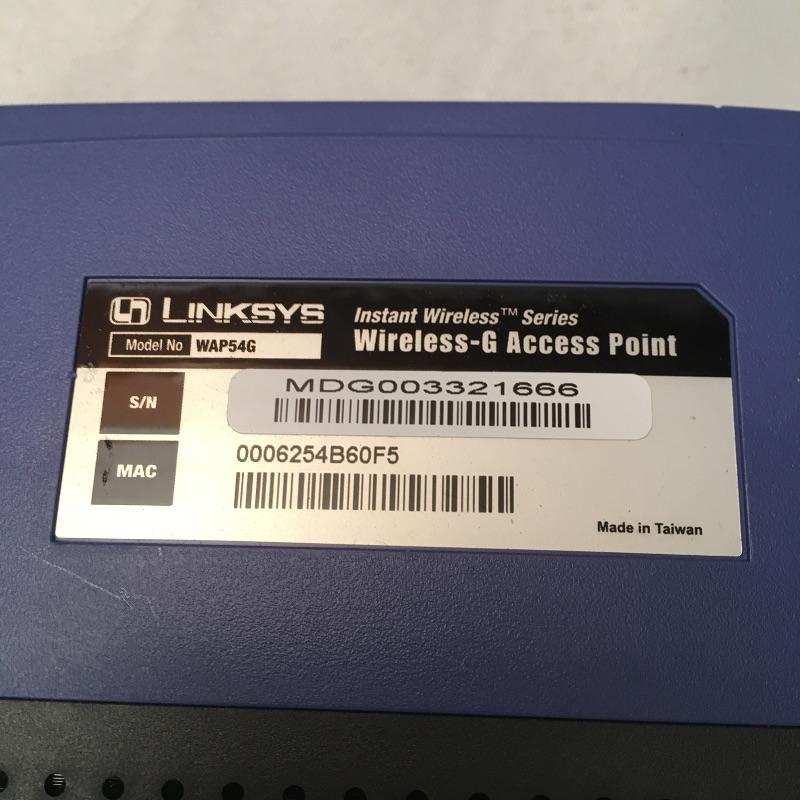 LINKSYS
Instant Wireless™ Series
Model No WAP54G
Wireless-G Access Point
S/N
MDG003321666
MAC
0006254B60F5
Made in Taiwan